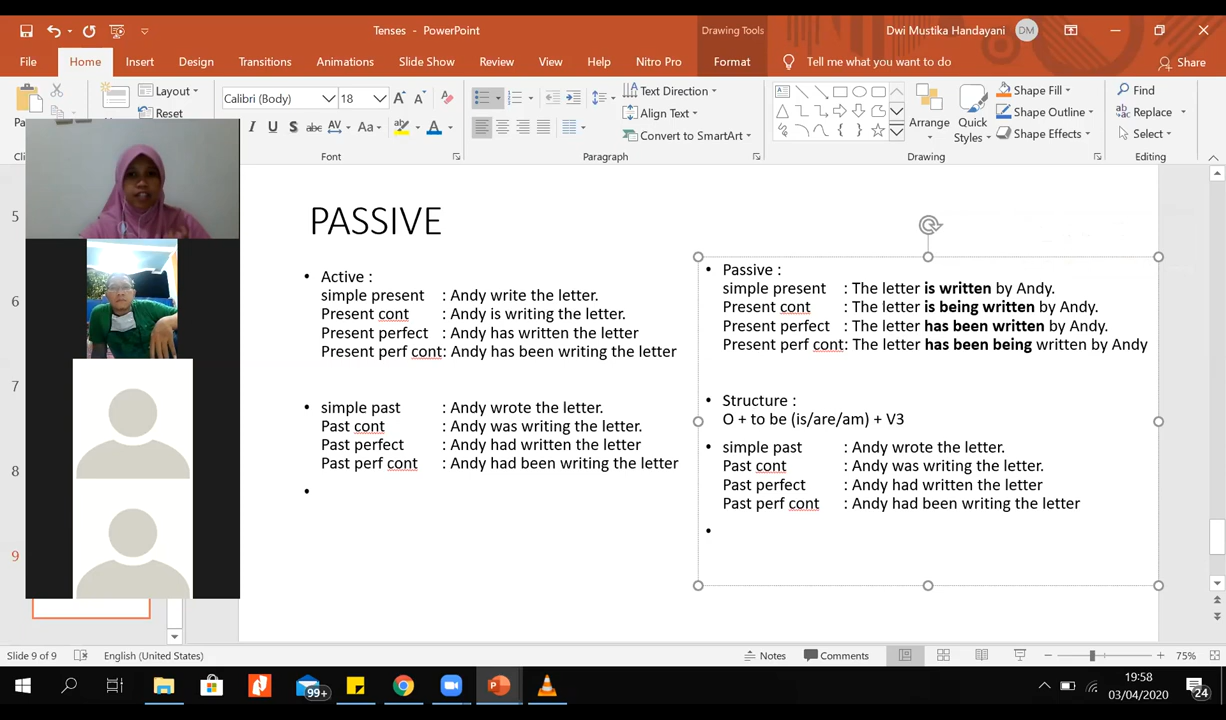 Tenses - PowerPoint
Drawing Tools
Dwi Mustika Handayani
DM
File
Home
Insert
Design
Transitions
Animations
Slide Show
Review
View
Help
Nitro Pro
Format
Tell me what you want to do
Share
Layout
Reset
Calibri (Body)
18
Text Direction
Align Text
Convert to SmartArt
Arrange
Quick
Styles
Shape Fill
Shape Outline
Shape Effects
Find
Replace
Select
Font
Paragraph
Drawing
Editing
5
6
7
8
9
PASSIVE
• Active :
simple present : Andy write the letter.
Present cont : Andy is writing the letter.
Present perfect : Andy has written the letter
Present perf cont: Andy has been writing the letter
• simple past : Andy wrote the letter.
Past cont : Andy was writing the letter.
Past perfect : Andy had written the letter
Past perf cont : Andy had been writing the letter
•
• Passive :
simple present : The letter is written by Andy.
Present cont : The letter is being written by Andy.
Present perfect : The letter has been written by Andy.
Present perf cont: The letter has been being written by Andy
• Structure :
O + to be (is/are/am) + V3
• simple past : Andy wrote the letter.
Past cont : Andy was writing the letter.
Past perfect : Andy had written the letter
Past perf cont : Andy had been writing the letter
•
Slide 9 of 9
English (United States)
Notes
Comments
75%
99+
19:58
03/04/2020
24